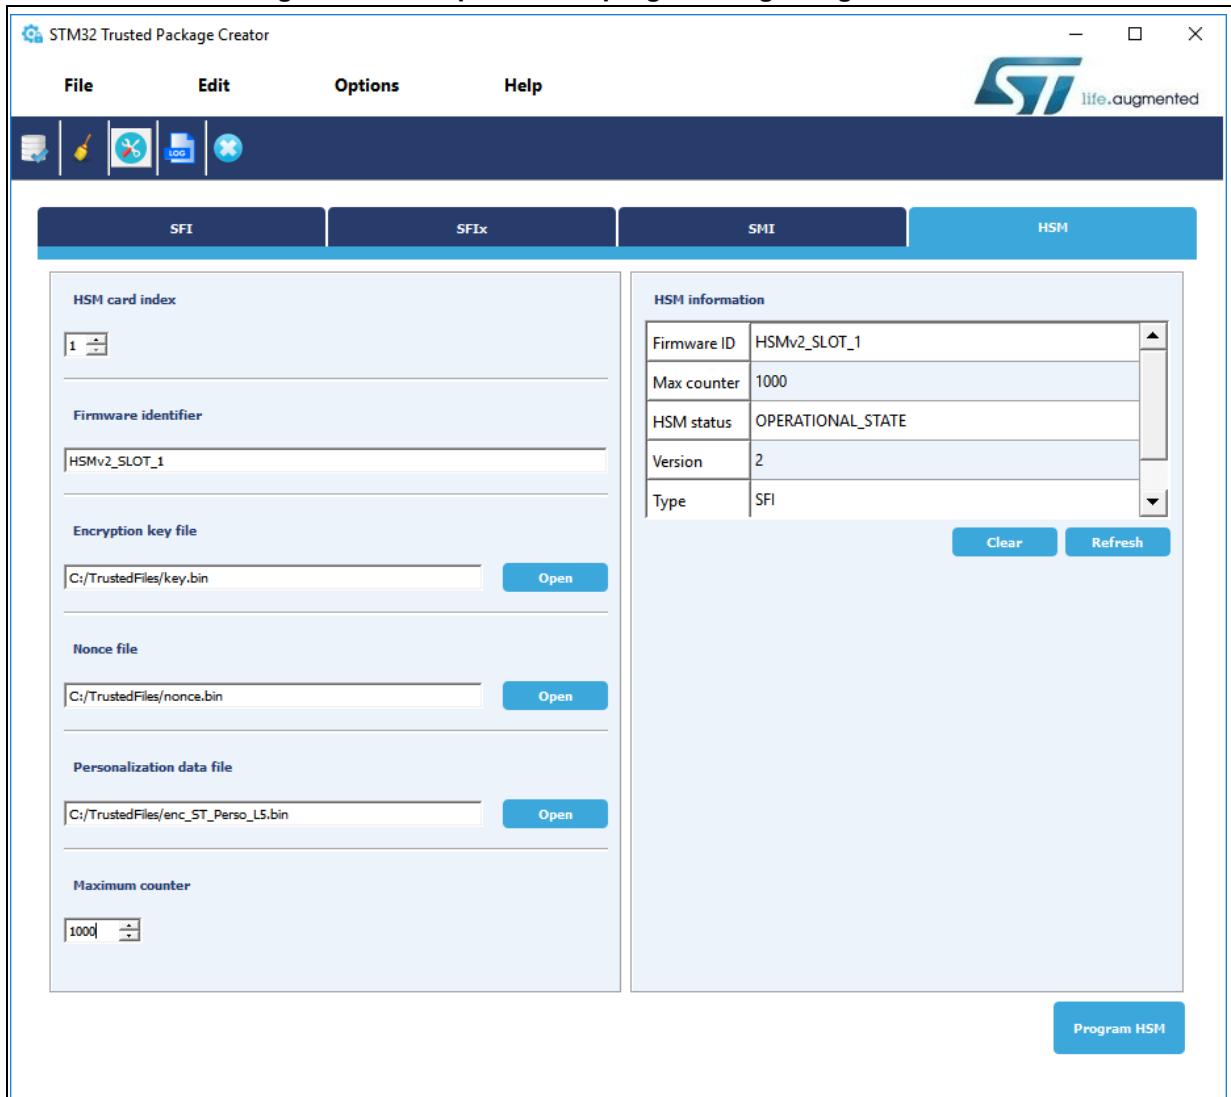 STM32 Trusted Package Creator
File Edit Options Help
life.augmented
LOG
SFI SFIx SMI HSM
HSM card index
1
Firmware identifier
HSMv2_SLOT_1
Encryption key file
C:/TrustedFiles/key.bin Open
Nonce file
C:/TrustedFiles/nonce.bin Open
Personalization data file
C:/TrustedFiles/enc_ST_Perso_L5.bin Open
Maximum counter
1000
HSM information
Firmware ID HSMv2_SLOT_1
Max counter 1000
HSM status OPERATIONAL_STATE
Version 2
Type SFI
Clear Refresh
Program HSM